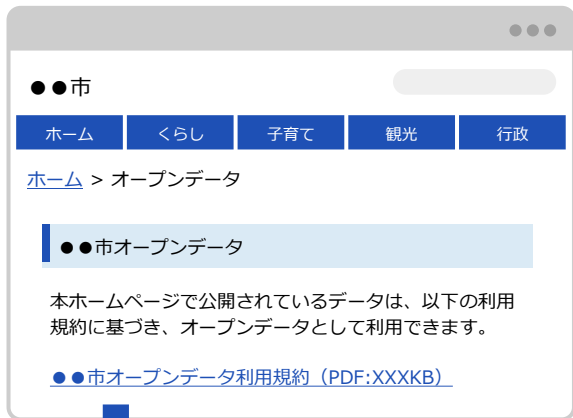 ●●市
ホーム くらし 子育て 観光 行政
ホーム > オープンデータ
●●市オープンデータ
本ホームページで公開されているデータは、以下の利用
規約に基づき、オープンデータとして利用できます。
●●市オープンデータ利用規約（PDF:XXXKB）